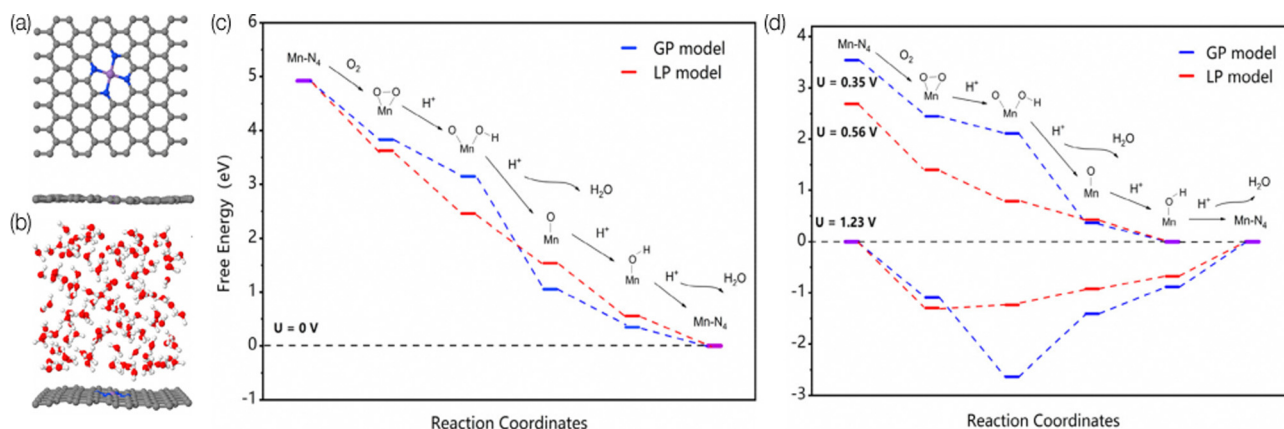 (a)
(b)
(c)
6
5
4
3
2
1
0
-1
Free Energy (eV)
Reaction Coordinates
GP model
LP model
Mn-N4
O2
O
O
Mn
H+
O
O
H
Mn
H+
H2O
O
Mn
H+
H
O
Mn
H+
H2O
Mn-N4
U = 0 V
(d)
4
3
2
1
0
-1
-2
-3
Reaction Coordinates
GP model
LP model
Mn-N4
O2
O
O
Mn
H+
O
O
H
Mn
H+
H2O
O
Mn
H+
O
H
Mn
H+
H2O
Mn-N4
U = 0.35 V
U = 0.56 V
U = 1.23 V